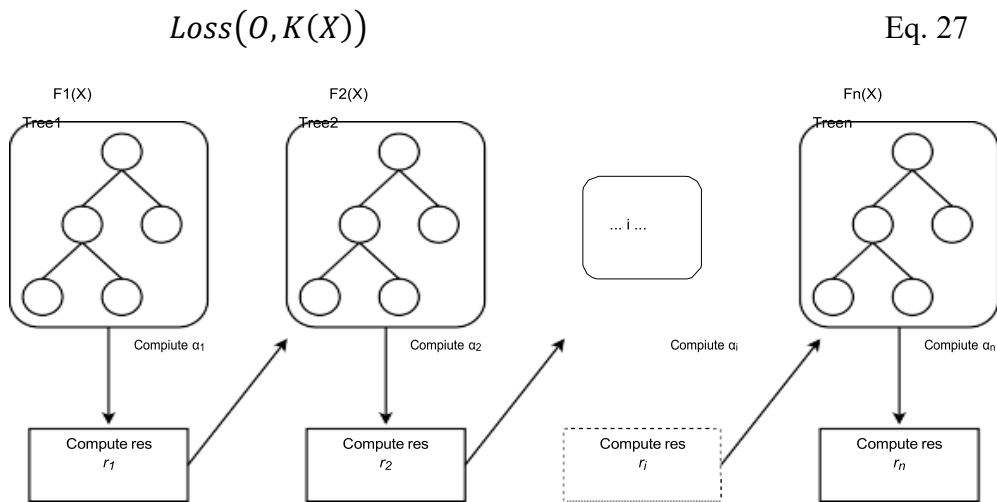 Loss(O, K(X)) Eq. 27
F1(X) F2(X) Fn(X)
Tree1 Tree2 Treen
... i ...
Compiute α1 Compiute α2 Compiute αi Compiute αn
Compute res Compute res Compute res Compute res
r1 r2 ri rn